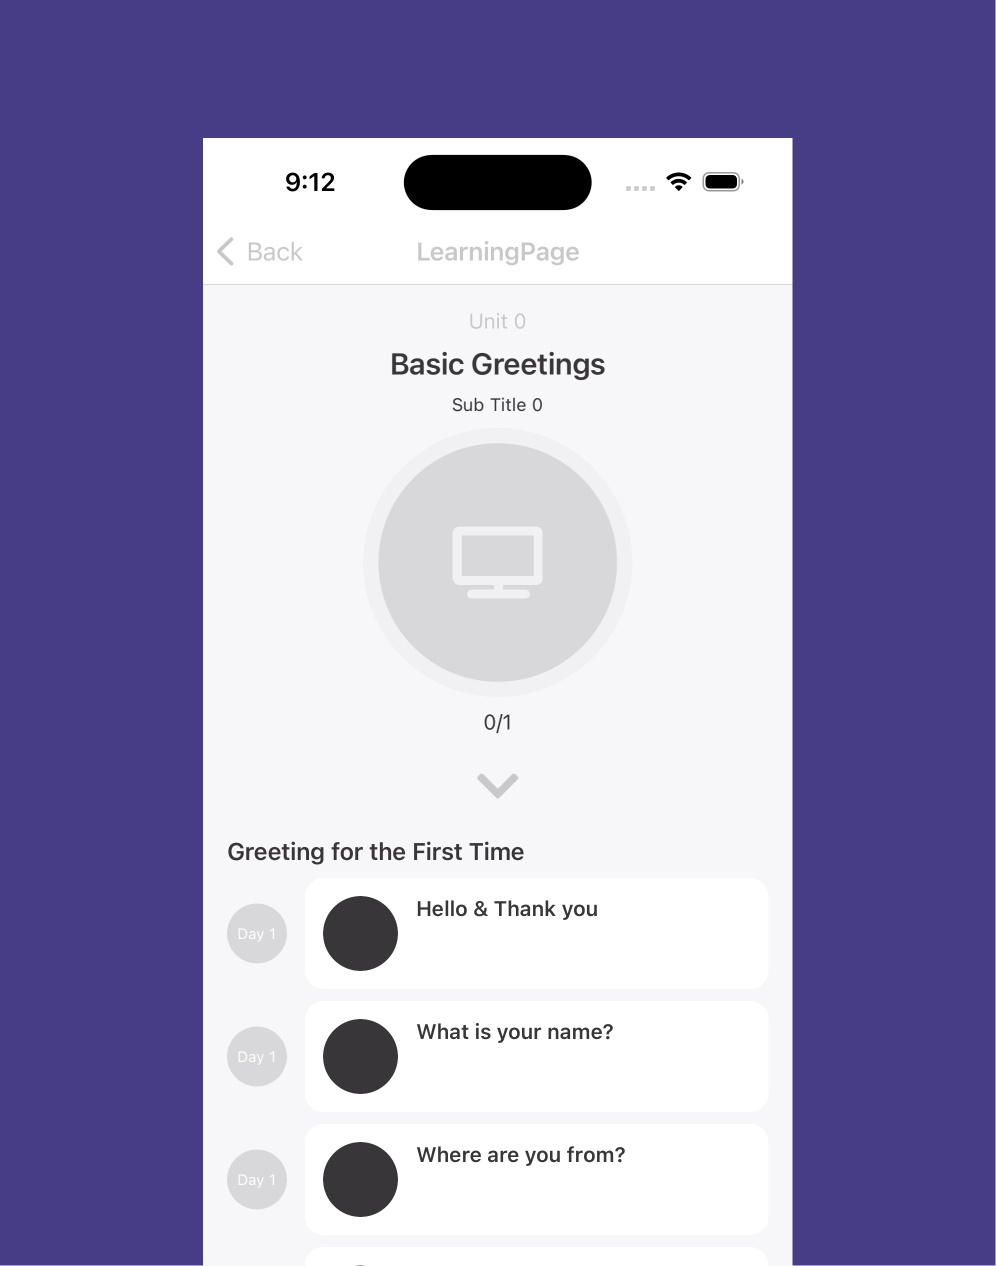 9:12
Back
LearningPage
Unit 0
Basic Greetings
Sub Title 0
0/1
Greeting for the First Time
Day 1
Hello & Thank you
Day 1
What is your name?
Day 1
Where are you from?